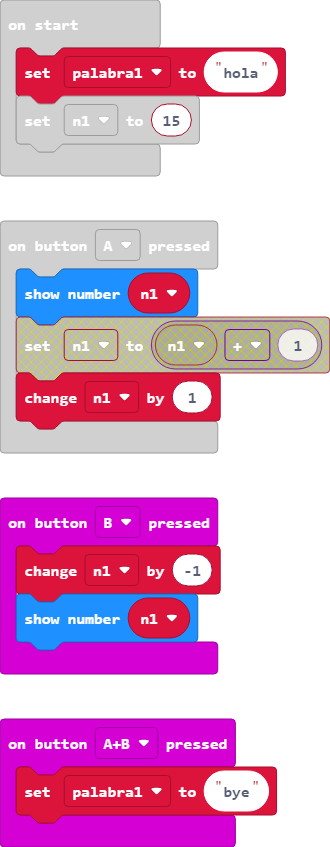 on start
set palabra1 to "hola"
set n1 to 15
on button A pressed
show number n1
set n1 to n1 + 1
change n1 by 1
on button B pressed
change n1 by -1
show number n1
on button A+B pressed
set palabra1 to "bye"